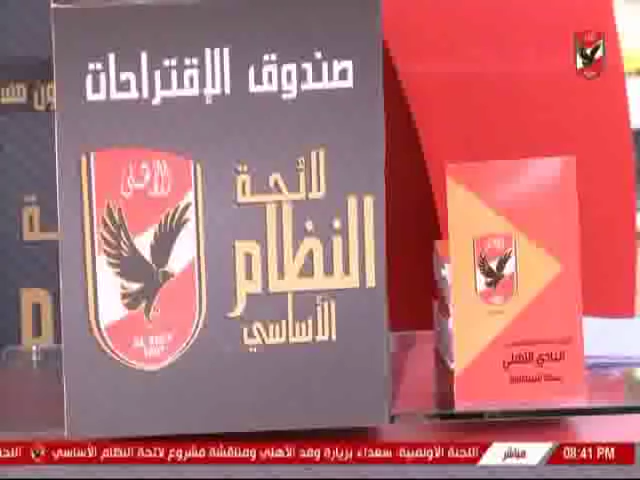 صندوق الإقتراحات
لائحة
النظام
الأساسي
الأهلي
النادي الأهلي
مباشر
اللجنة الأولمبية: سعداء بزيارة وفد الأهلي ومناقشة مشروع لائحة النظام الأساسي
08:41 PM